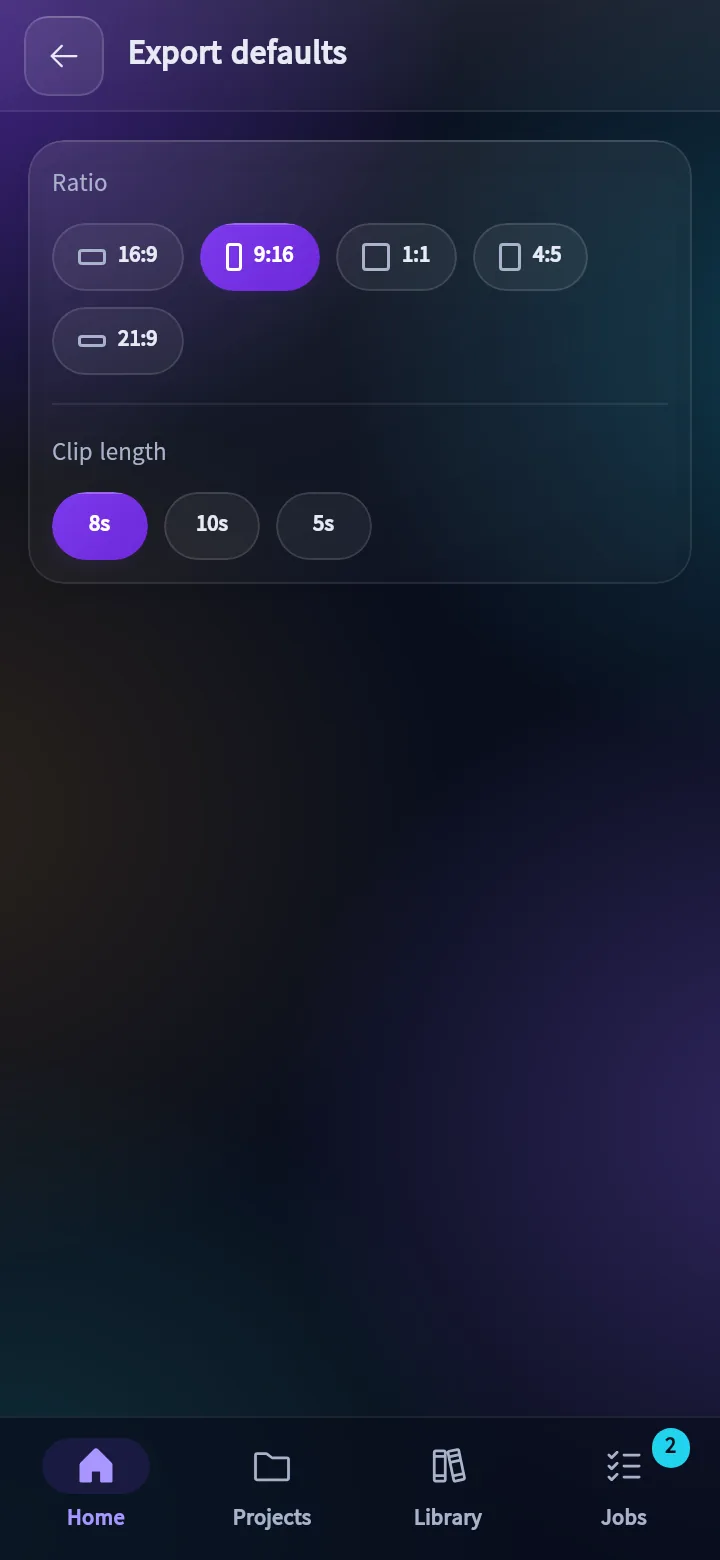 Export defaults
Ratio
16:9
9:16
1:1
4:5
21:9
Clip length
8s
10s
5s
2
Home
Projects
Library
Jobs